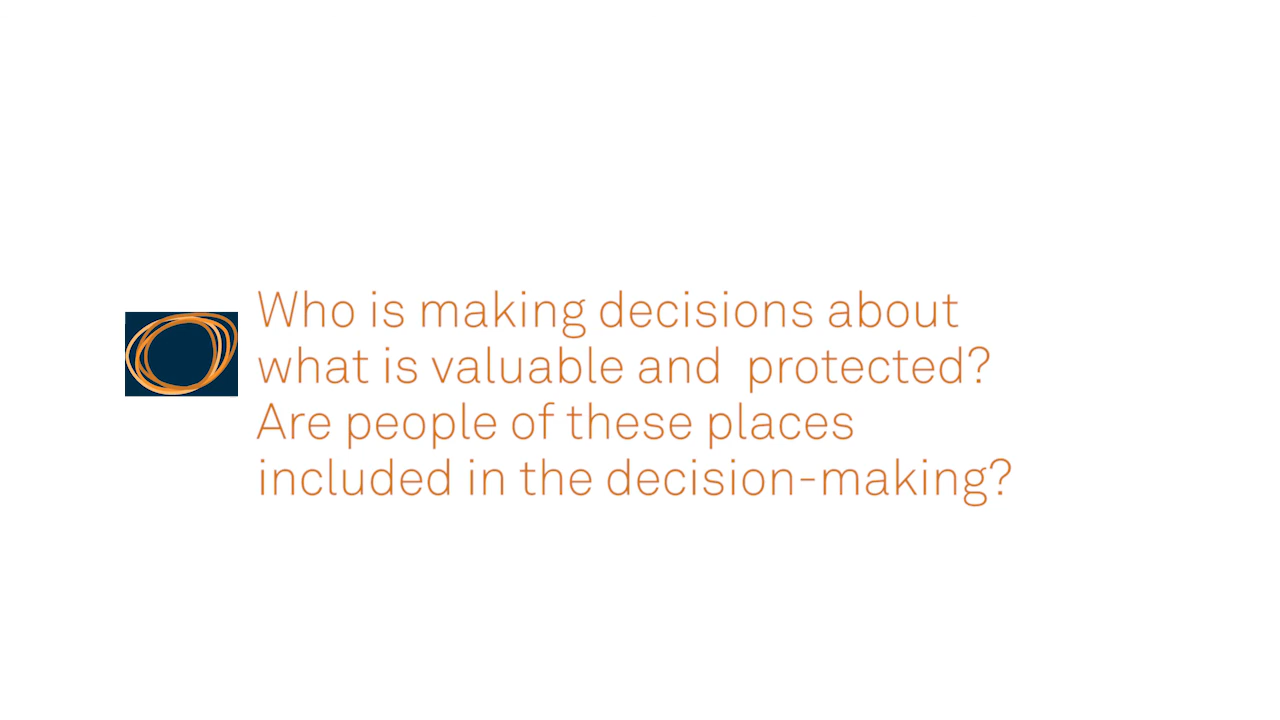 Who is making decisions about
what is valuable and  protected?
Are people of these places
included in the decision-making?